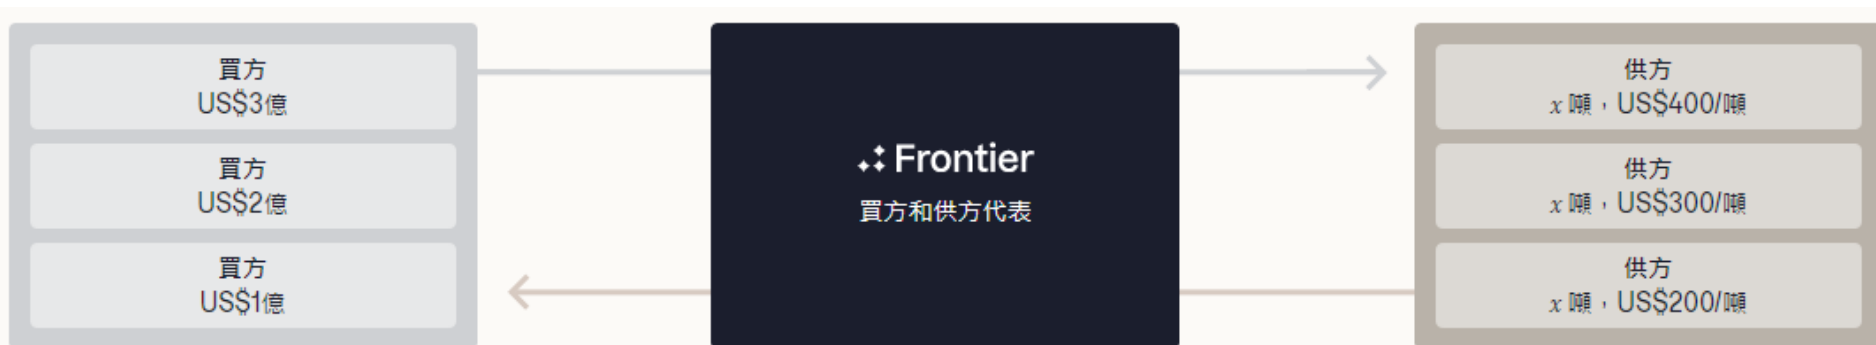 買方
US$3億
買方
US$2億
買方
US$1億
Frontier
買方和供方代表
供方
x 噸，US$400/噸
供方
x 噸，US$300/噸
供方
x 噸，US$200/噸